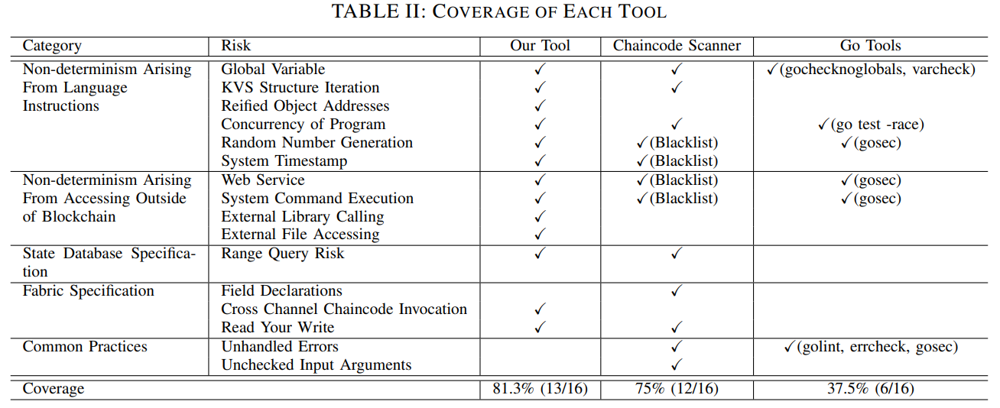 TABLE II: COVERAGE OF EACH TOOL
Category Risk Our Tool Chaincode Scanner Go Tools
Non-determinism Arising Global Variable ✓ ✓ ✓(gochecknoglobals, varcheck)
From Language KVS Structure Iteration ✓ ✓
Instructions Reified Object Addresses ✓
Concurrency of Program ✓ ✓ ✓(go test -race)
Random Number Generation ✓ ✓(Blacklist) ✓(gosec)
System Timestamp ✓ ✓(Blacklist)
Non-determinism Arising Web Service ✓ ✓(Blacklist) ✓(gosec)
From Accessing Outside System Command Execution ✓ ✓(Blacklist) ✓(gosec)
of Blockchain External Library Calling ✓
External File Accessing ✓
State Database Specifica- Range Query Risk ✓ ✓
tion
Fabric Specification Field Declarations ✓
Cross Channel Chaincode Invocation ✓
Read Your Write ✓ ✓
Common Practices Unhandled Errors ✓ ✓(golint, errcheck, gosec)
Unchecked Input Arguments ✓
Coverage 81.3% (13/16) 75% (12/16) 37.5% (6/16)